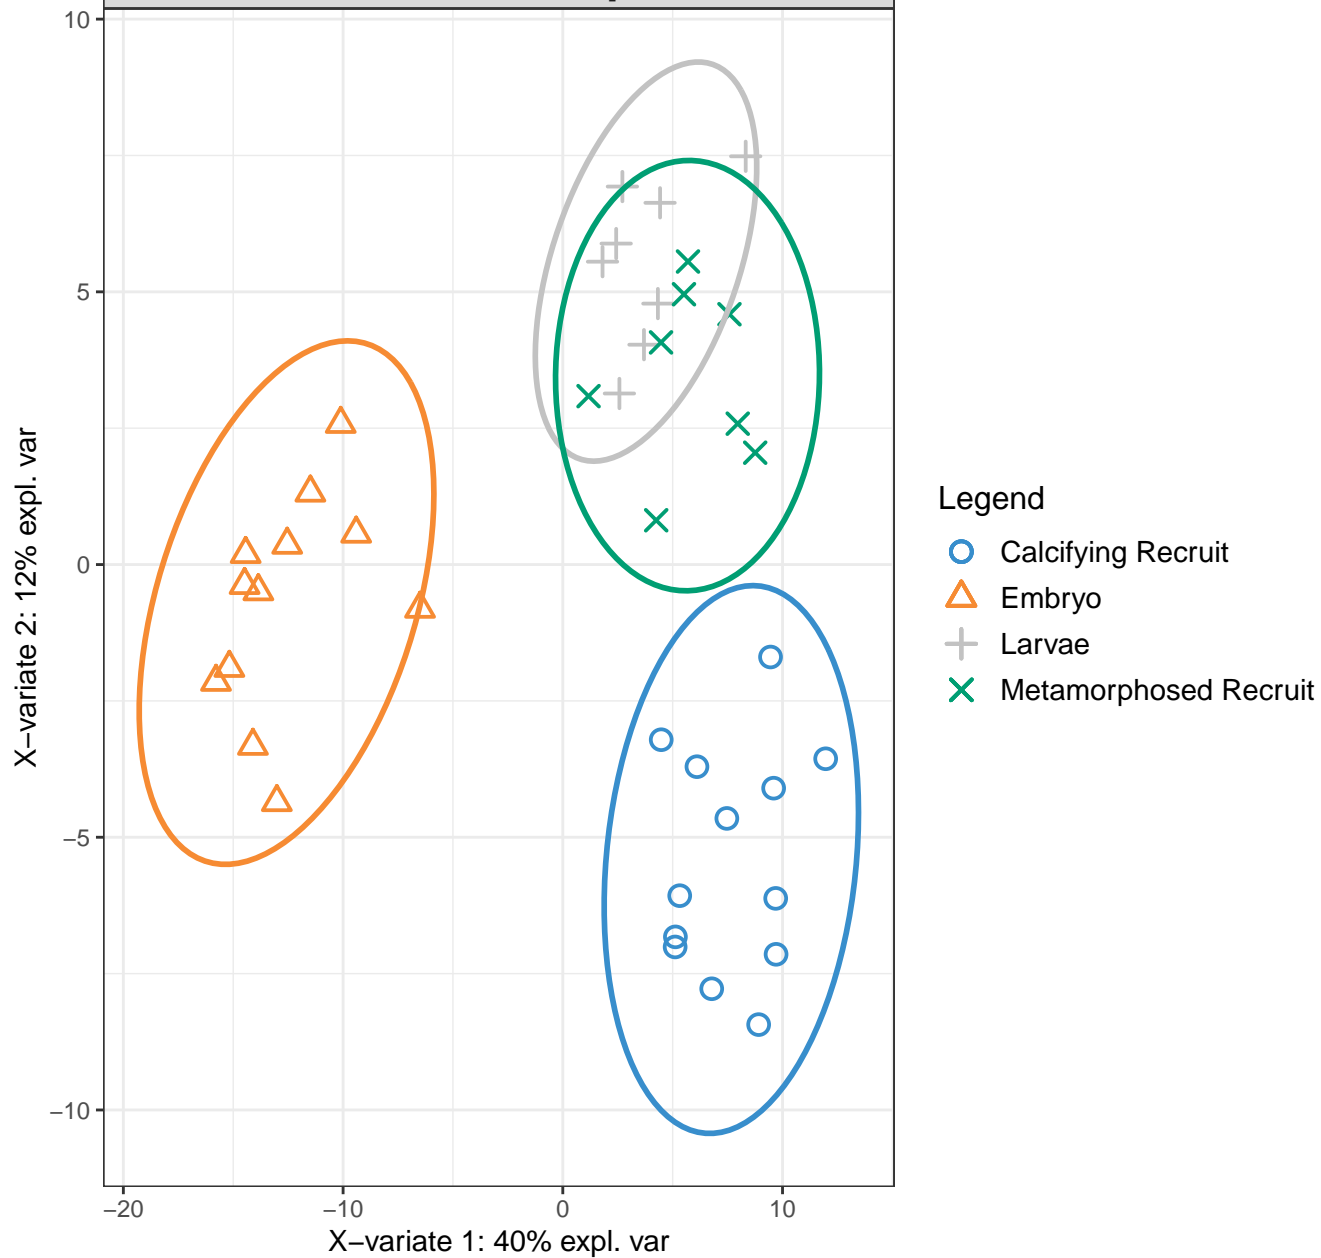 10
5
0
−5
−10
−20
−10
0
10
X−variate 2: 12% expl. var
X−variate 1: 40% expl. var
Legend
Calcifying Recruit
Embryo
Larvae
Metamorphosed Recruit